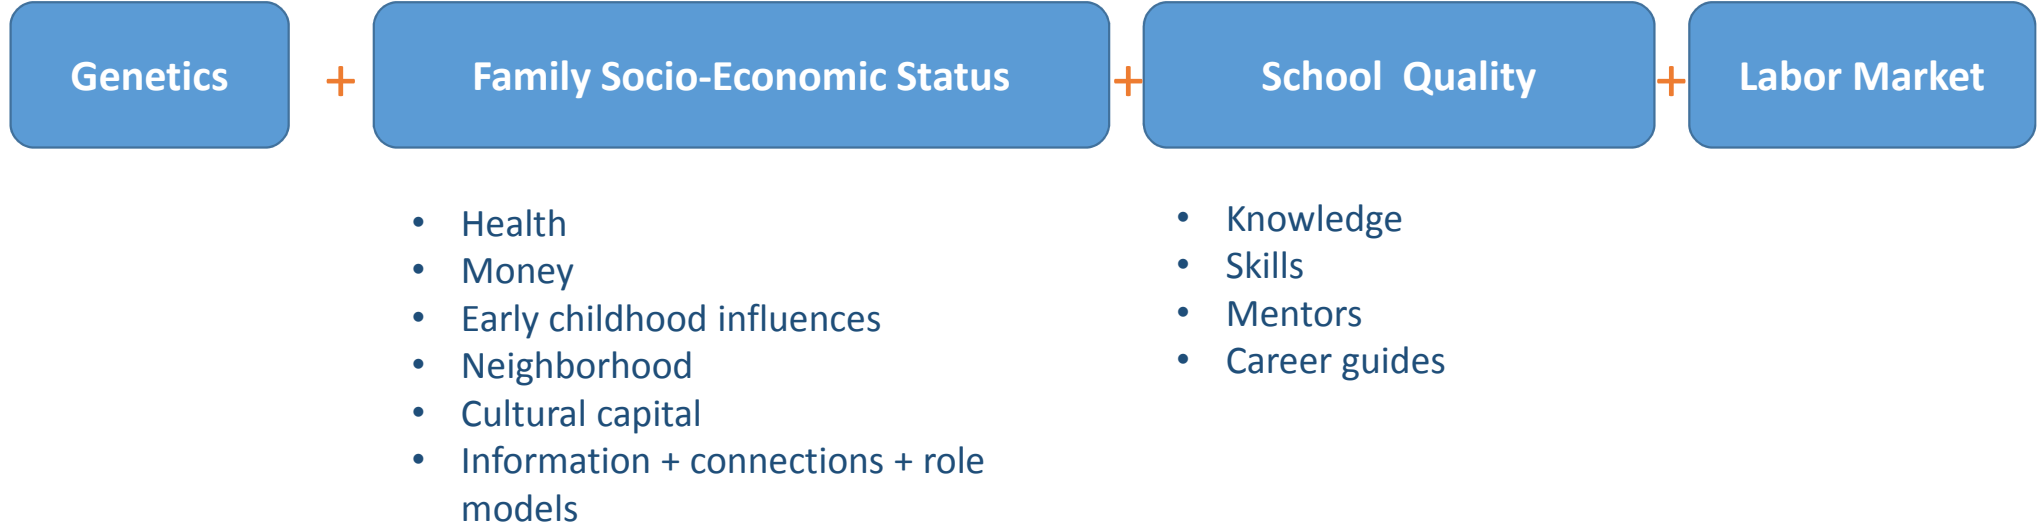 Genetics + Family Socio-Economic Status + School Quality + Labor Market
• Health
• Money
• Early childhood influences
• Neighborhood
• Cultural capital
• Information + connections + role
models
• Knowledge
• Skills
• Mentors
• Career guides